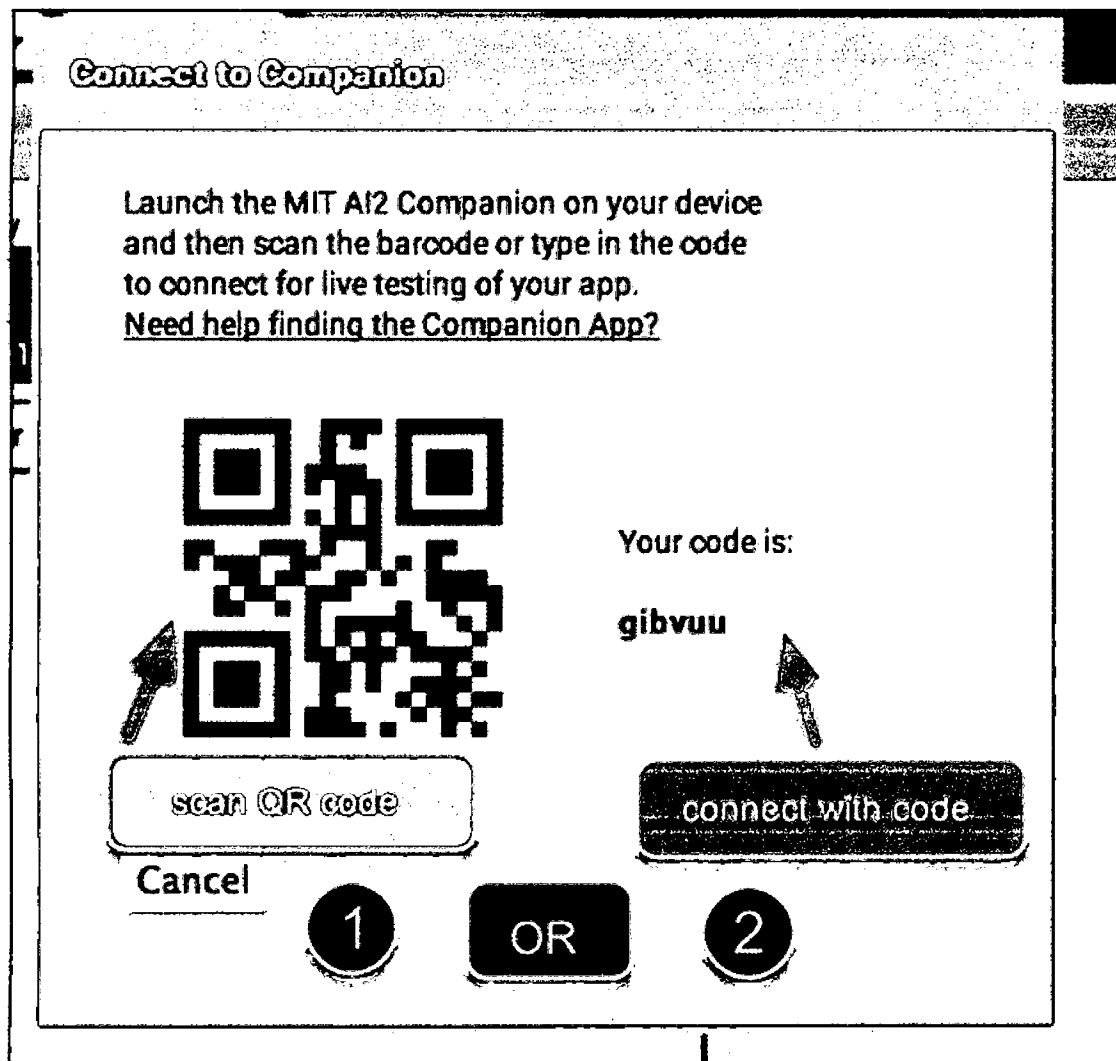 Connect to Companion
Launch the MIT AI2 Companion on your device
and then scan the barcode or type in the code
to connect for live testing of your app.
Need help finding the Companion App?
Your code is:
gibvuu
scan QR code
connect with code
Cancel
1
OR
2